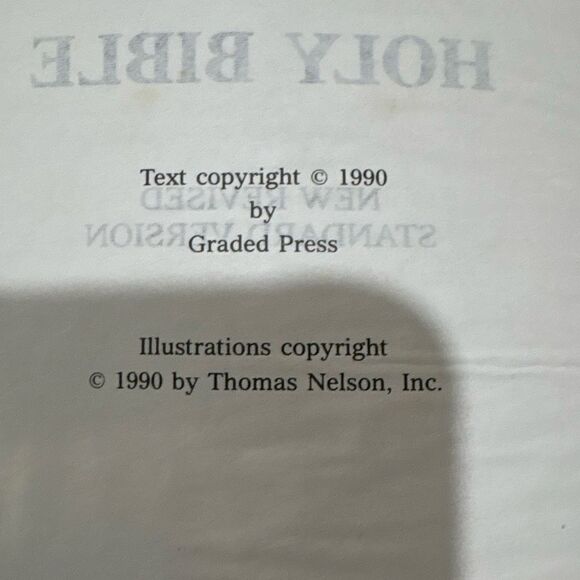 HOLY BIBLE
Text copyright © 1990
NEW REVISED
by
STANDARD VERSION
Graded Press
Illustrations copyright
© 1990 by Thomas Nelson, Inc.